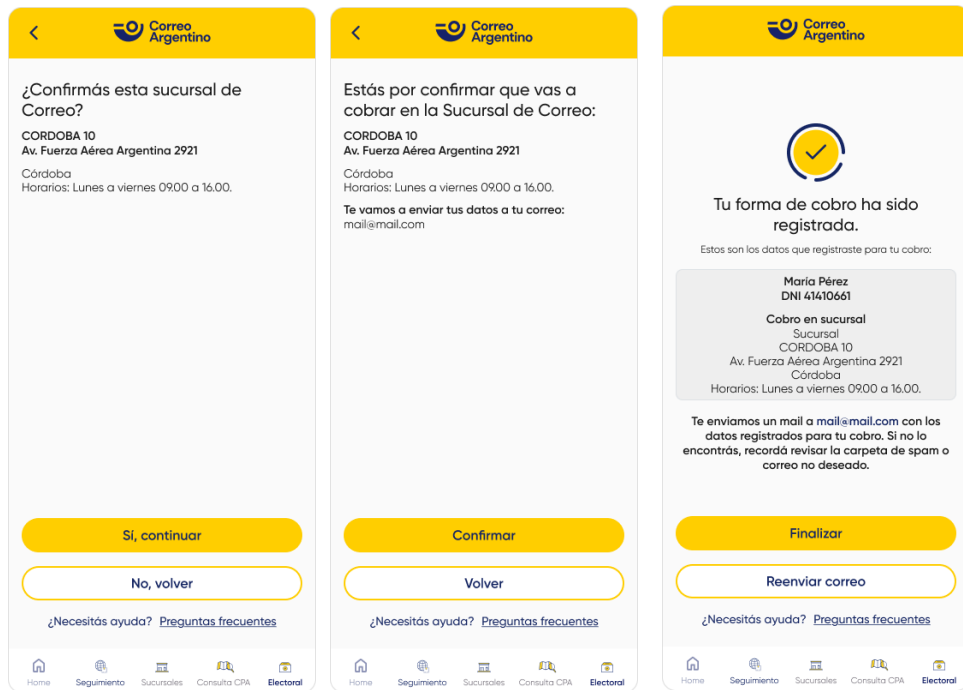 Correo
Argentino
¿Confirmás esta sucursal de
Correo?
CORDOBA 10
Av. Fuerza Aérea Argentina 2921
Córdoba
Horarios: Lunes a viernes 09.00 a 16.00.
Sí, continuar
No, volver
¿Necesitás ayuda? Preguntas frecuentes
Home
Seguimiento
Sucursales
Consulta CPA
Electoral
Correo
Argentino
Estás por confirmar que vas a
cobrar en la Sucursal de Correo:
CORDOBA 10
Av. Fuerza Aérea Argentina 2921
Córdoba
Horarios: Lunes a viernes 09.00 a 16.00.
Te vamos a enviar tus datos a tu correo:
mail@mail.com
Confirmar
Volver
¿Necesitás ayuda? Preguntas frecuentes
Home
Seguimiento
Sucursales
Consulta CPA
Electoral
Correo
Argentino
Tu forma de cobro ha sido
registrada.
Estos son los datos que registraste para tu cobro:
María Pérez
DNI 41410661
Cobro en sucursal
Sucursal
CORDOBA 10
Av. Fuerza Aérea Argentina 2921
Córdoba
Horarios: Lunes a viernes 09.00 a 16.00.
Te enviamos un mail a mail@mail.com con los
datos registrados para tu cobro. Si no lo
encontrás, recordá revisar la carpeta de spam o
correo no deseado.
Finalizar
Reenviar correo
¿Necesitás ayuda? Preguntas frecuentes
Home
Seguimiento
Sucursales
Consulta CPA
Electoral